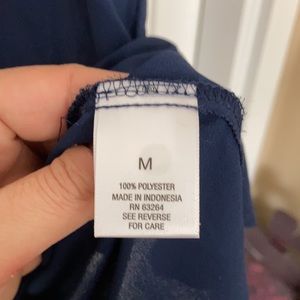 M
100% POLYESTER
MADE IN INDONESIA
RN 63264
SEE REVERSE
FOR CARE